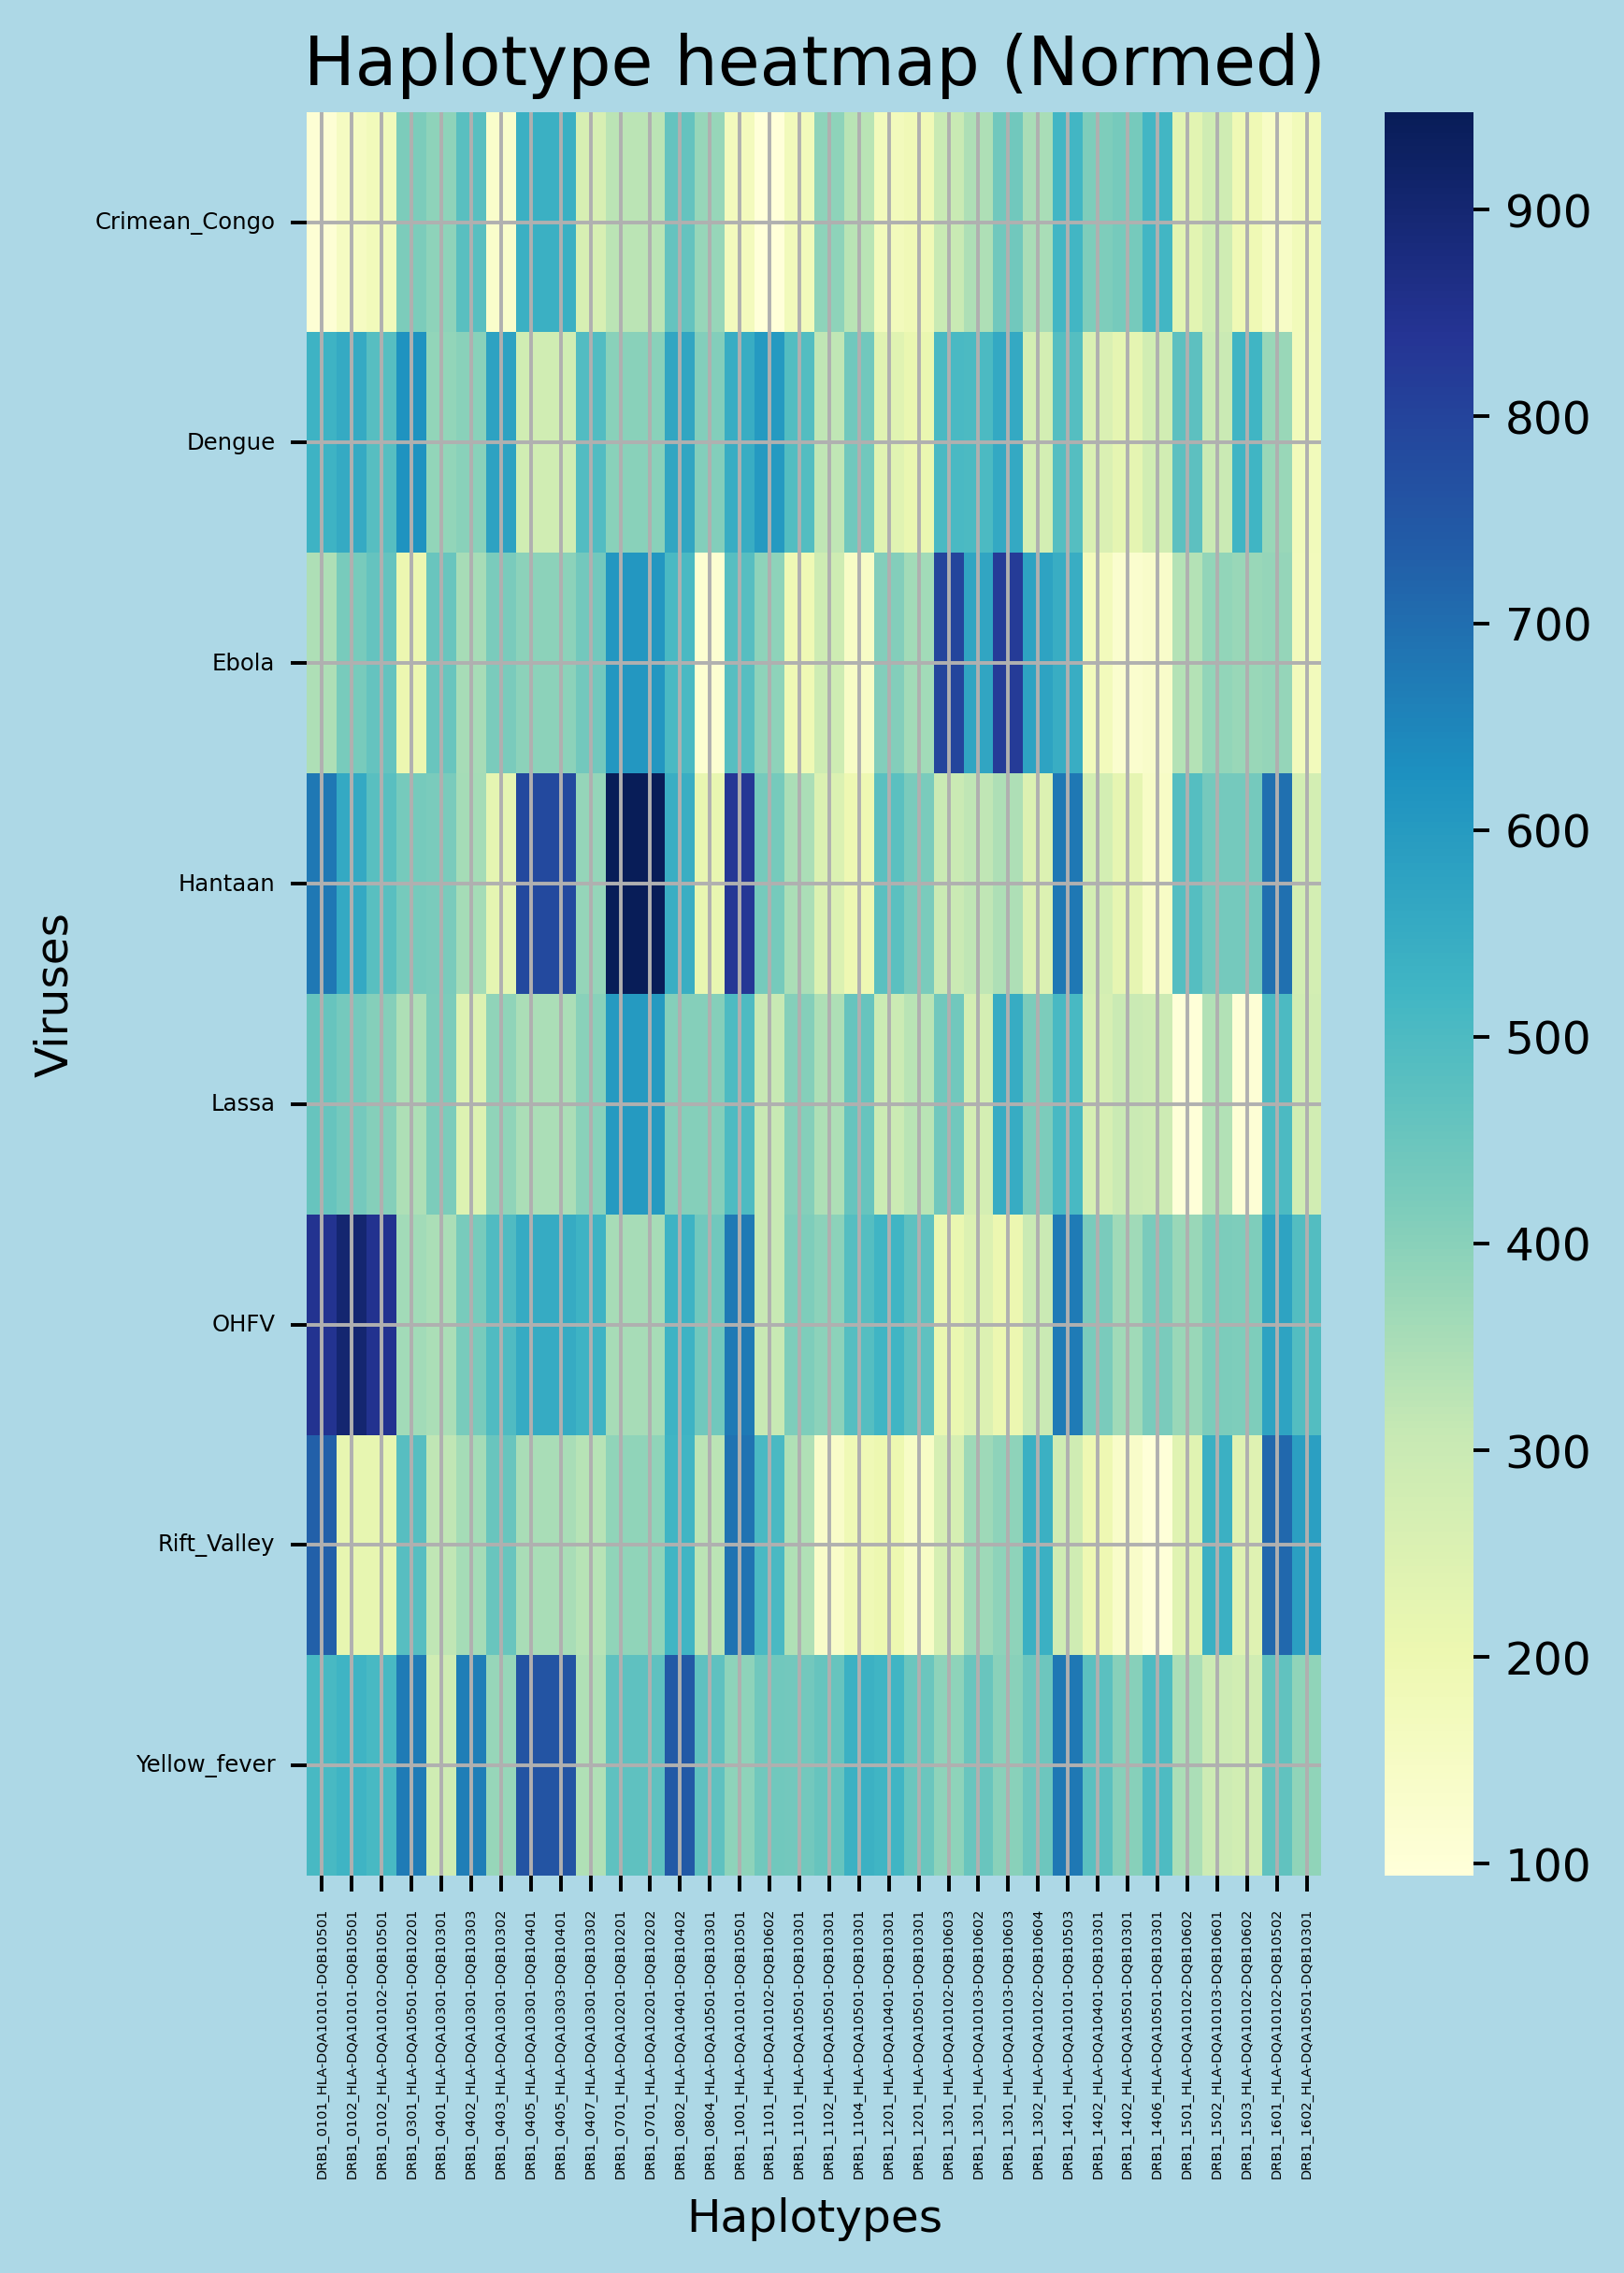 Haplotype heatmap (Normed)
Crimean_Congo
Dengue
Ebola
Hantaan
Lassa
OHFV
Rift_Valley
Yellow_fever
Viruses
900
800
700
600
500
400
300
200
100
DRB1_0101_HLA-DQA10101-DQB10501
DRB1_0102_HLA-DQA10101-DQB10501
DRB1_0102_HLA-DQA10102-DQB10501
DRB1_0301_HLA-DQA10501-DQB10201
DRB1_0401_HLA-DQA10301-DQB10301
DRB1_0402_HLA-DQA10301-DQB10303
DRB1_0403_HLA-DQA10301-DQB10302
DRB1_0405_HLA-DQA10301-DQB10401
DRB1_0405_HLA-DQA10303-DQB10401
DRB1_0407_HLA-DQA10301-DQB10302
DRB1_0701_HLA-DQA10201-DQB10201
DRB1_0701_HLA-DQA10201-DQB10202
DRB1_0802_HLA-DQA10401-DQB10402
DRB1_0804_HLA-DQA10501-DQB10301
DRB1_1001_HLA-DQA10101-DQB10501
DRB1_1101_HLA-DQA10102-DQB10602
DRB1_1101_HLA-DQA10501-DQB10301
DRB1_1102_HLA-DQA10501-DQB10301
DRB1_1104_HLA-DQA10501-DQB10301
DRB1_1201_HLA-DQA10401-DQB10301
DRB1_1201_HLA-DQA10501-DQB10301
DRB1_1301_HLA-DQA10102-DQB10603
DRB1_1301_HLA-DQA10103-DQB10602
DRB1_1301_HLA-DQA10103-DQB10603
DRB1_1302_HLA-DQA10102-DQB10604
DRB1_1401_HLA-DQA10101-DQB10503
DRB1_1402_HLA-DQA10401-DQB10301
DRB1_1402_HLA-DQA10501-DQB10301
DRB1_1406_HLA-DQA10501-DQB10301
DRB1_1501_HLA-DQA10102-DQB10602
DRB1_1502_HLA-DQA10103-DQB10601
DRB1_1503_HLA-DQA10102-DQB10602
DRB1_1601_HLA-DQA10102-DQB10502
DRB1_1602_HLA-DQA10501-DQB10301
Haplotypes